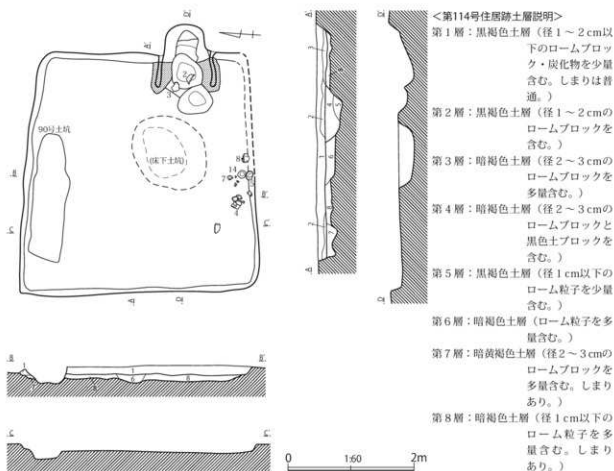 <第114号住居跡土層説明>
第1層：黒褐色土層（径1～2cm以
下のロームブロッ
ク・炭化物を少量
含む。しまりは普
通。）
第2層：黒褐色土層（径1～2cmの
ロームブロックを
含む。）
第3層：暗褐色土層（径2～3cmの
ロームブロックを
多量含む。）
第4層：暗褐色土層（径2～3cmの
ロームブロックと
黒色土ブロックを
含む。）
第5層：黒褐色土層（径1cm以下の
ローム粒子を少量
含む。）
第6層：暗褐色土層（ローム粒子を多
量含む。）
第7層：暗黄褐色土層（径2～3cmの
ロームブロックを
多量含む。しまり
あり。）
第8層：暗褐色土層（径1cm以下の
ローム粒子を多
量含む。しまり
あり。）
90号土坑
(床下土坑)
8
14
7
4
B
B'
C
C'
0 1:60 2m